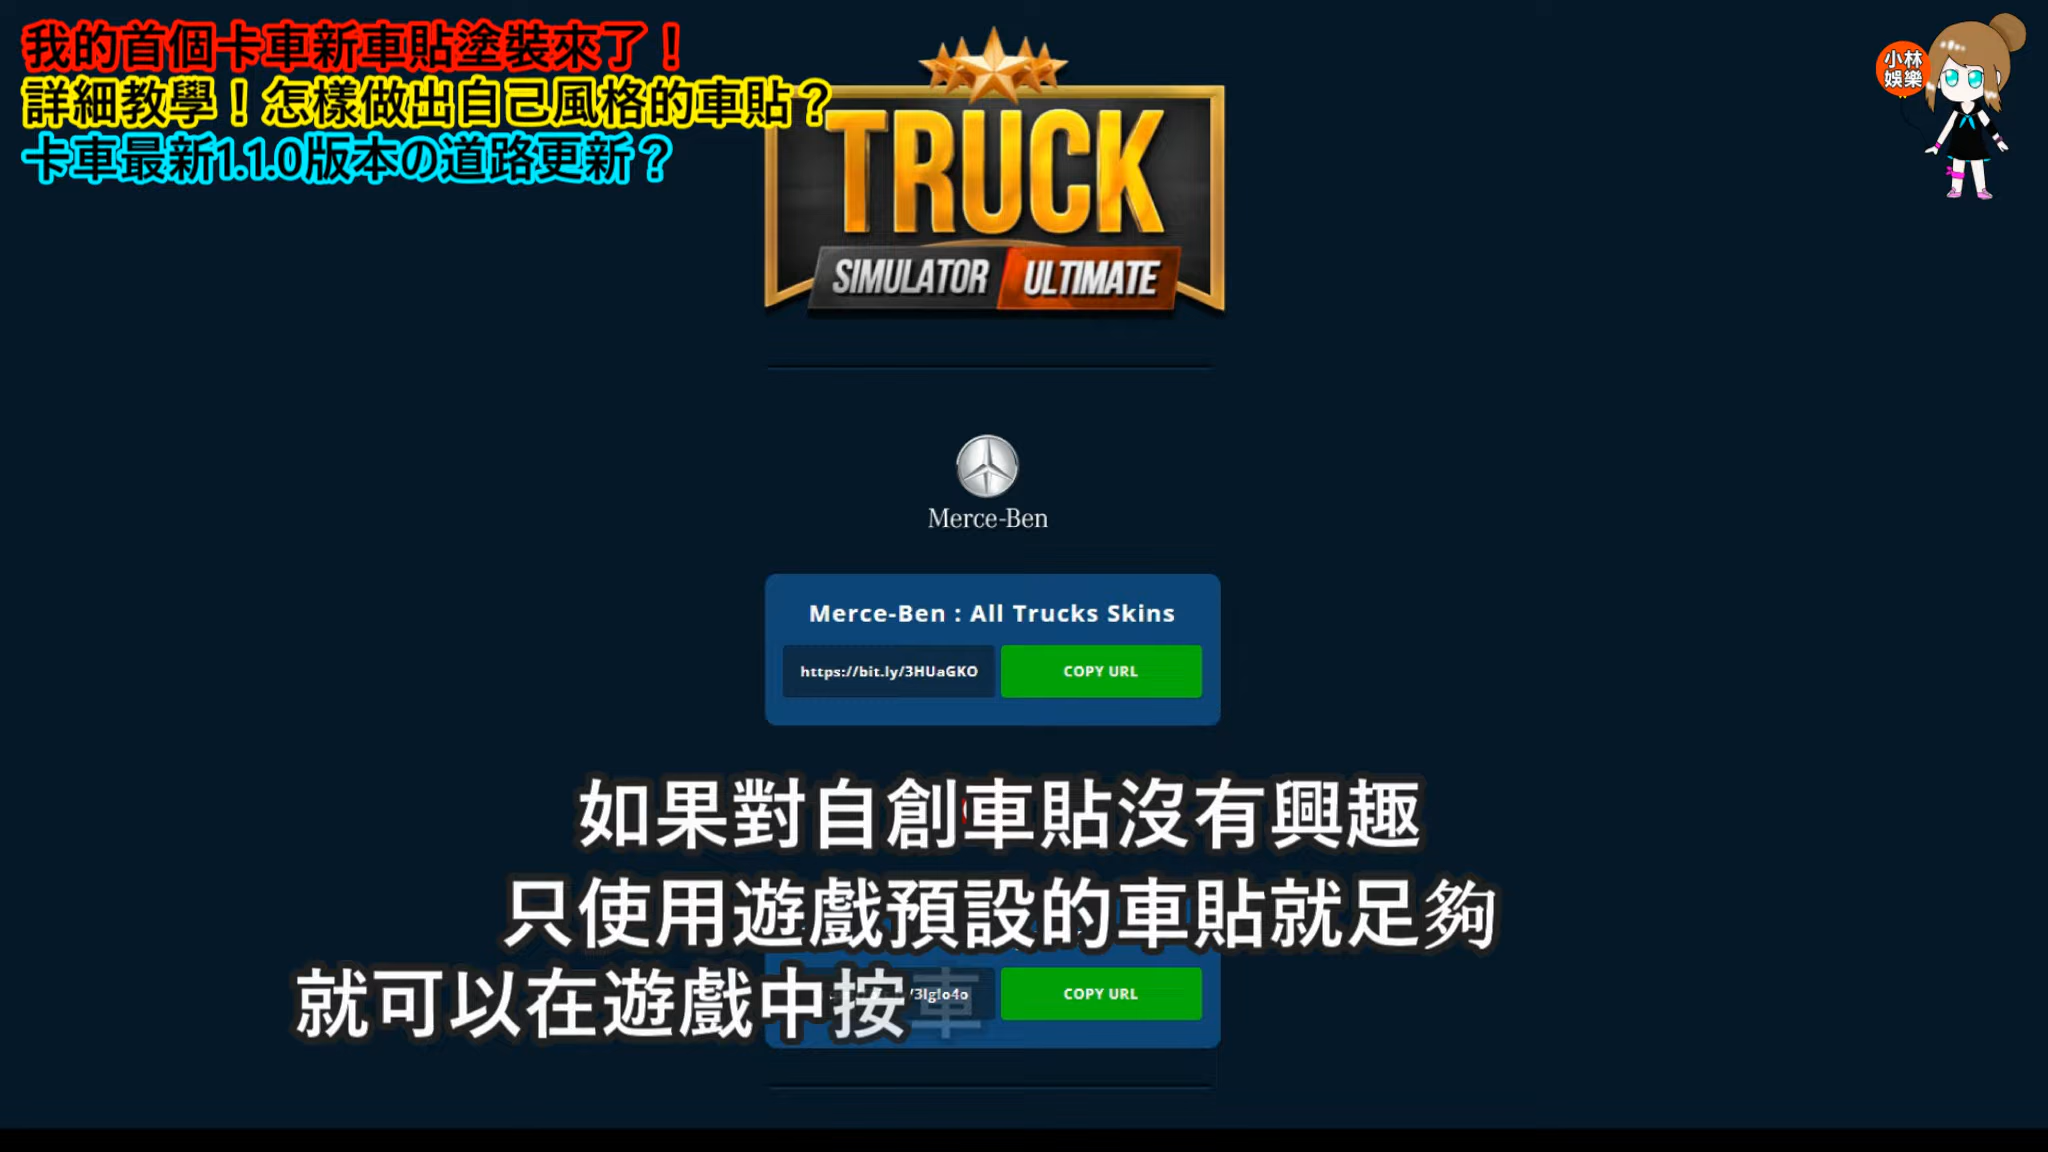 我的首個卡車新車貼塗裝來了！
詳細教學！怎樣做出自己風格的車貼？
卡車最新1.1.0版本の道路更新？
小林
娛樂
TRUCK
SIMULATOR ULTIMATE
Merce-Ben
Merce-Ben : All Trucks Skins
https://bit.ly/3HUaGKO COPY URL
如果對自創車貼沒有興趣
只使用遊戲預設的車貼就足夠
就可以在遊戲中按車
/3Iglo4o COPY URL